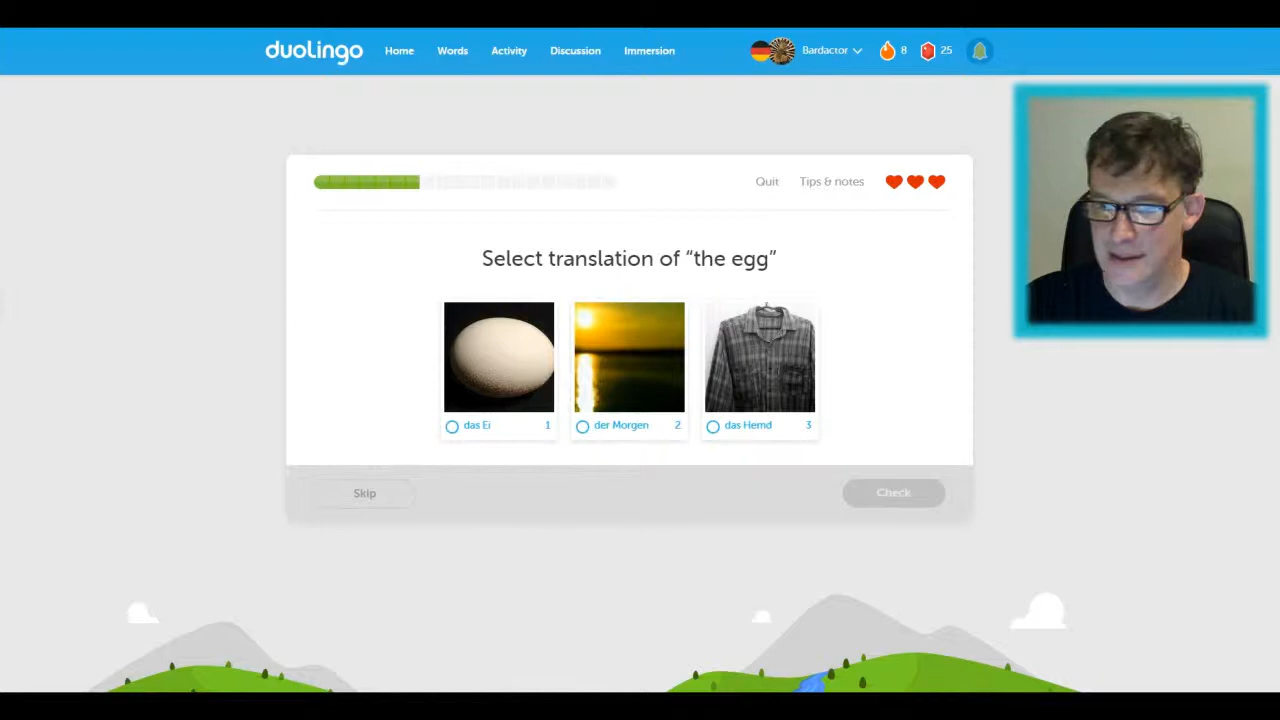 duolingo Home Words Activity Discussion Immersion Bardactor 8 25
Quit Tips & notes
Select translation of “the egg”
das Ei 1 der Morgen 2 das Hemd 3
Skip Check